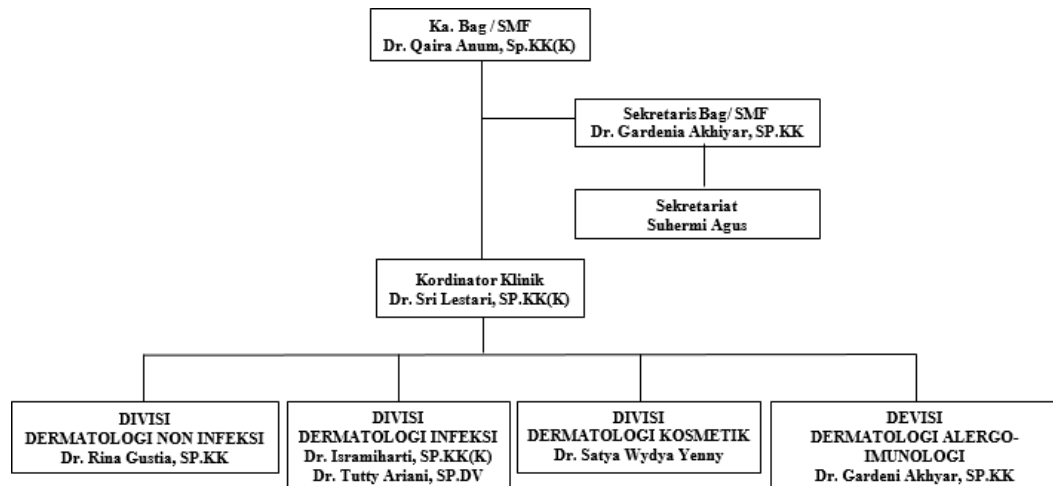 Ka. Bag / SMF
Dr. Qaira Anum, Sp.KK(K)
Sekretaris Bag/ SMF
Dr. Gardenia Akhiyar, SP.KK
Sekretariat
Suhermi Agus
Kordinator Klinik
Dr. Sri Lestari, SP.KK(K)
DIVISI
DERMATOLOGI NON INFEKSI
Dr. Rina Gustia, SP.KK
DIVISI
DERMATOLOGI INFEKSI
Dr. Isramiharti, SP.KK(K)
Dr. Tutty Ariani, SP.DV
DIVISI
DERMATOLOGI KOSMETIK
Dr. Satya Wydya Yenny
DEVISI
DERMATOLOGI ALERGO-
IMUNOLOGI
Dr. Gardeni Akhyar, SP.KK